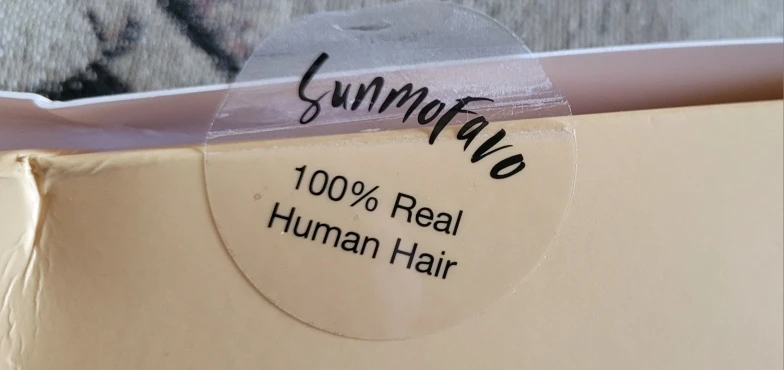 SunmoFavo
100% Real
Human Hair